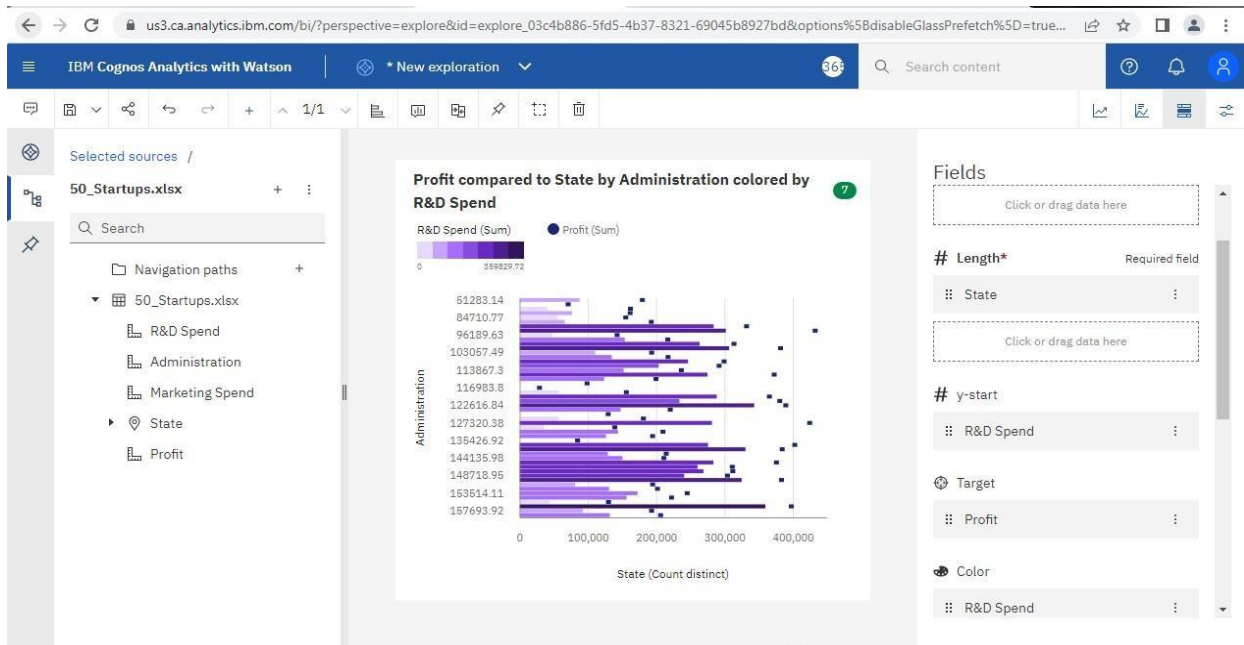 us3.ca.analytics.ibm.com/bi/?perspective=explore&id=explore_03c4b886-5fd5-4b37-8321-69045b8927bd&options%5BdisableGlassPrefetch%5D=true...
IBM Cognos Analytics with Watson
* New exploration
Search content
1/1
Selected sources /
50_Startups.xlsx
Search
Navigation paths
50_Startups.xlsx
R&D Spend
Administration
Marketing Spend
State
Profit
Profit compared to State by Administration colored by
R&D Spend
7
R&D Spend (Sum)
Profit (Sum)
0
359829.72
Administration
51283.14
84710.77
96189.63
103057.49
113867.3
116983.8
122616.84
127320.38
135426.92
144135.98
148718.95
153514.11
157693.92
0 100,000 200,000 300,000 400,000
State (Count distinct)
Fields
Click or drag data here
# Length*
Required field
State
Click or drag data here
# y-start
R&D Spend
Target
Profit
Color
R&D Spend